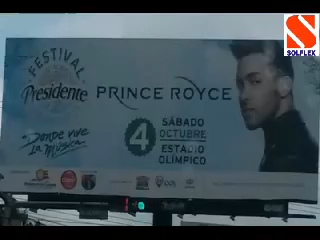 FESTIVAL
Presidente
PRINCE ROYCE
4
SÁBADO
OCTUBRE
ESTADIO
OLÍMPICO
Donde vive
la Música
S
SOLFLEX